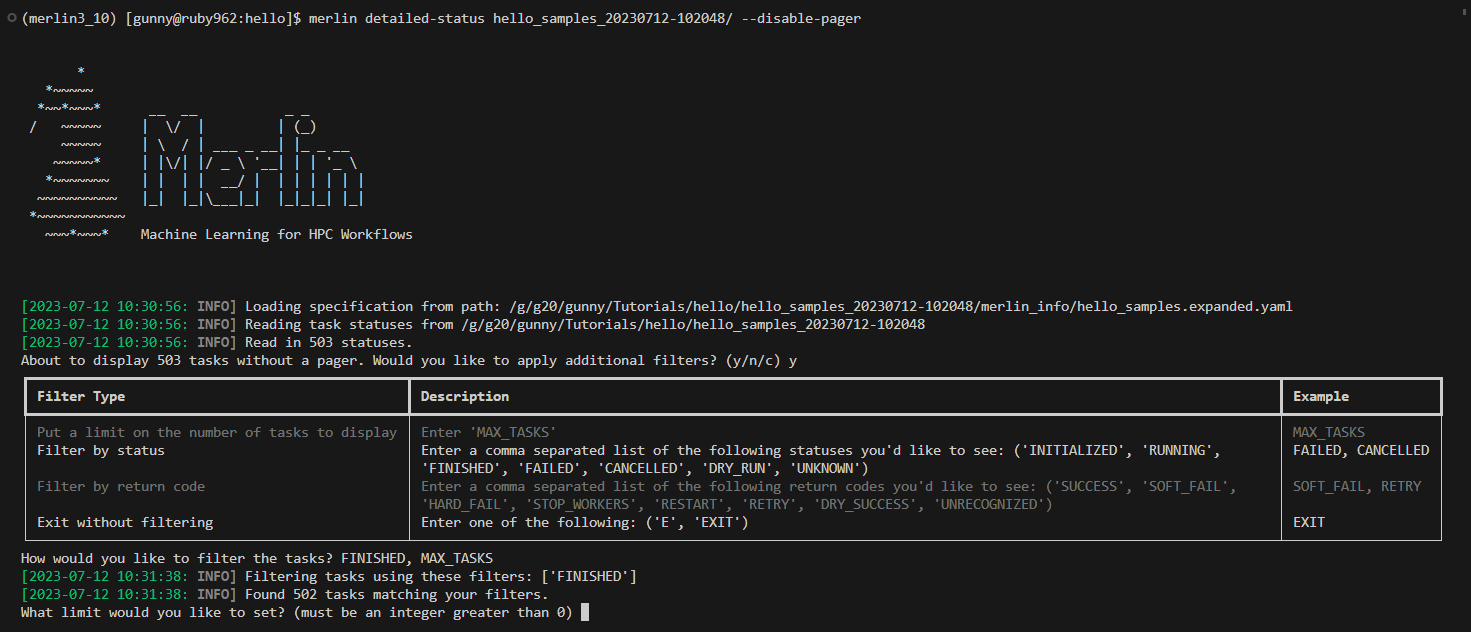 (merlin3_10) [gunny@ruby962:hello]$ merlin detailed-status hello_samples_20230712-102048/ --disable-pager
Merlin
Machine Learning for HPC Workflows
[2023-07-12 10:30:56: INFO] Loading specification from path: /g/g20/gunny/Tutorials/hello/hello_samples_20230712-102048/merlin_info/hello_samples.expanded.yaml
[2023-07-12 10:30:56: INFO] Reading task statuses from /g/g20/gunny/Tutorials/hello/hello_samples_20230712-102048
[2023-07-12 10:30:56: INFO] Read in 503 statuses.
About to display 503 tasks without a pager. Would you like to apply additional filters? (y/n/c) y
Filter Type Description Example
Put a limit on the number of tasks to display Enter 'MAX_TASKS' MAX_TASKS
Filter by status Enter a comma separated list of the following statuses you'd like to see: ('INITIALIZED', 'RUNNING', FAILED, CANCELLED
'FINISHED', 'FAILED', 'CANCELLED', 'DRY_RUN', 'UNKNOWN')
Filter by return code Enter a comma separated list of the following return codes you'd like to see: ('SUCCESS', 'SOFT_FAIL', SOFT_FAIL, RETRY
'HARD_FAIL', 'STOP_WORKERS', 'RESTART', 'RETRY', 'DRY_SUCCESS', 'UNRECOGNIZED')
Exit without filtering Enter one of the following: ('E', 'EXIT') EXIT
How would you like to filter the tasks? FINISHED, MAX_TASKS
[2023-07-12 10:31:38: INFO] Filtering tasks using these filters: ['FINISHED']
[2023-07-12 10:31:38: INFO] Found 502 tasks matching your filters.
What limit would you like to set? (must be an integer greater than 0)